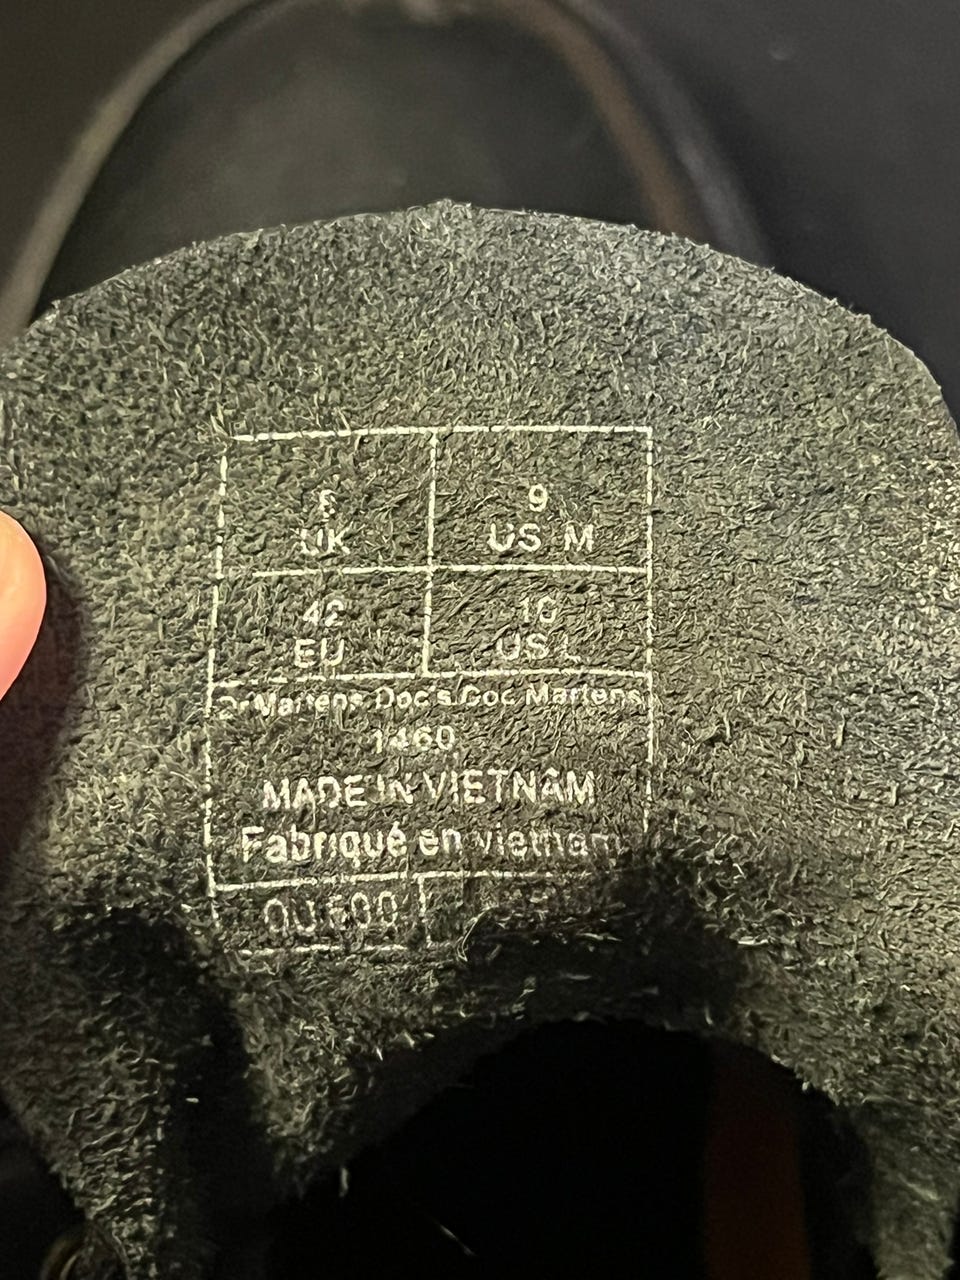 UK
9
US M
42
EU
10
US L
Dr Martens Doc's Doc Martens
1460
MADE IN VIETNAM
Fabriqué en vietnam